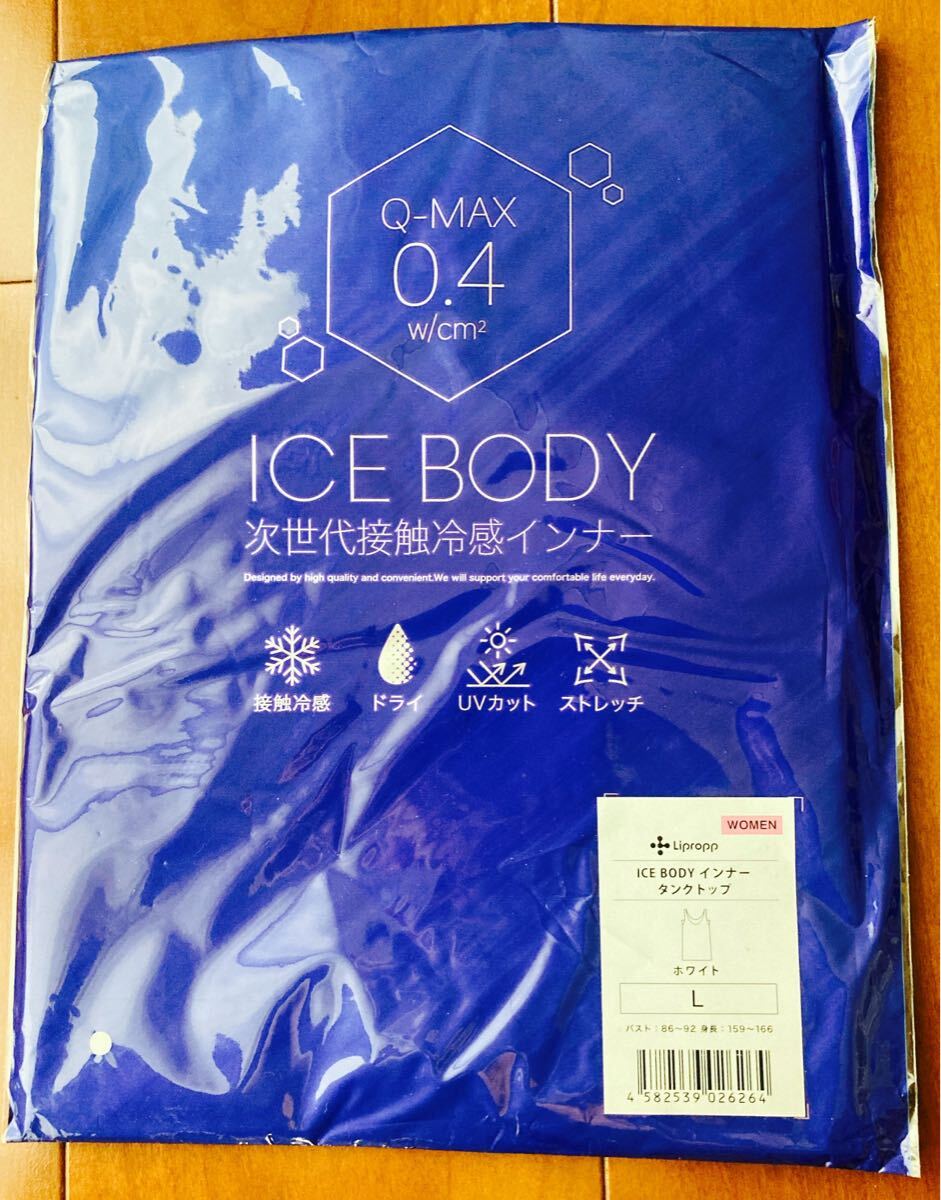 Q-MAX
0.4
w/cm²
ICE BODY
次世代接触冷感インナー
Designed by high quality and convenient.We will support your comfortable life everyday.
接触冷感 ドライ UVカット ストレッチ
WOMEN
Lipropp
ICE BODY インナー
タンクトップ
ホワイト
L
バスト：86〜92 身長：159〜166
4 582539 026264